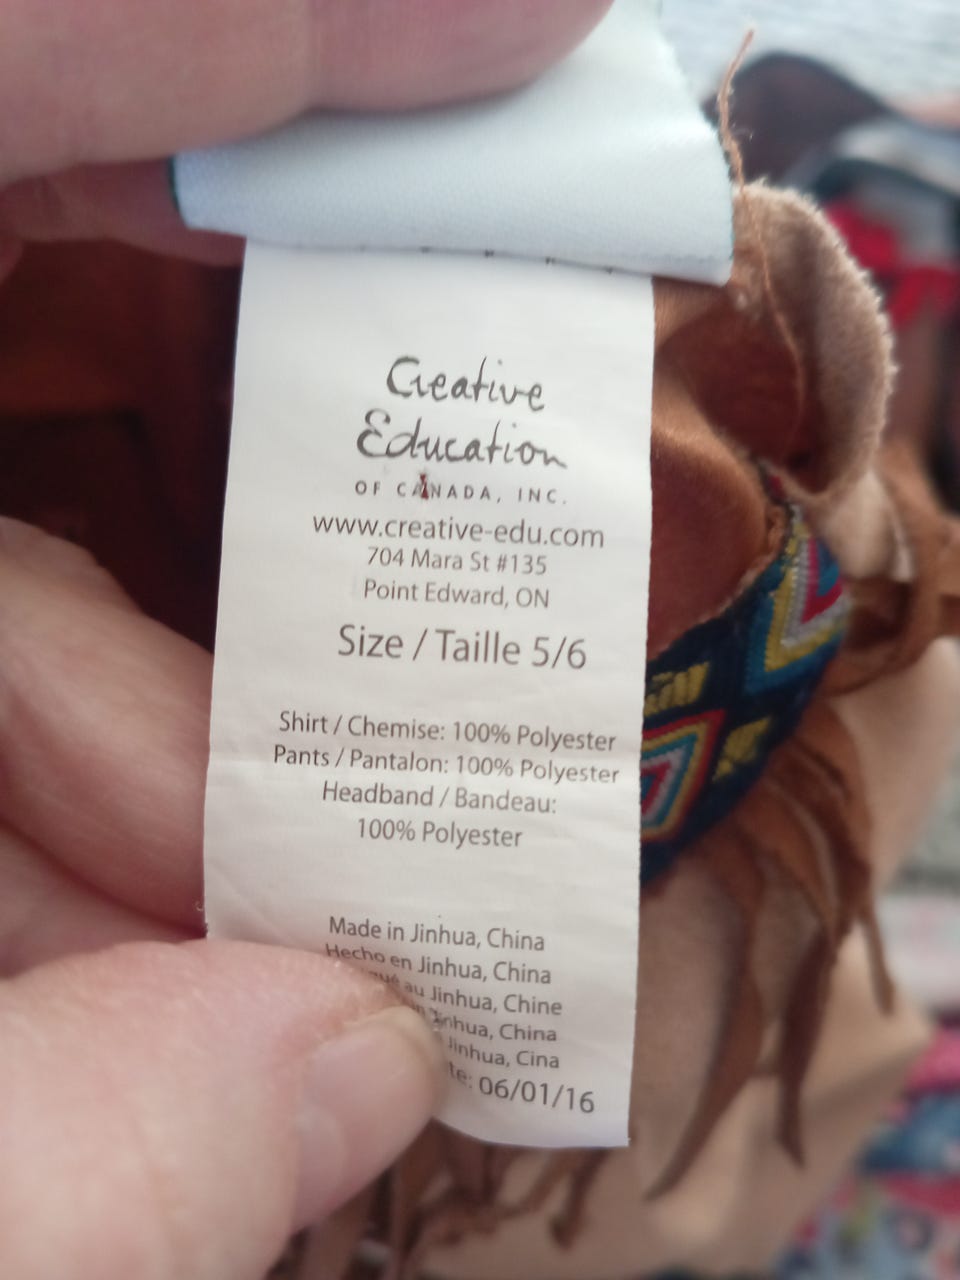 Creative
Education
OF CANADA, INC.
www.creative-edu.com
704 Mara St #135
Point Edward, ON
Size / Taille 5/6
Shirt / Chemise: 100% Polyester
Pants / Pantalon: 100% Polyester
Headband / Bandeau:
100% Polyester
Made in Jinhua, China
Hecho en Jinhua, China
au Jinhua, Chine
Jinhua, China
Jinhua, Cina
06/01/16